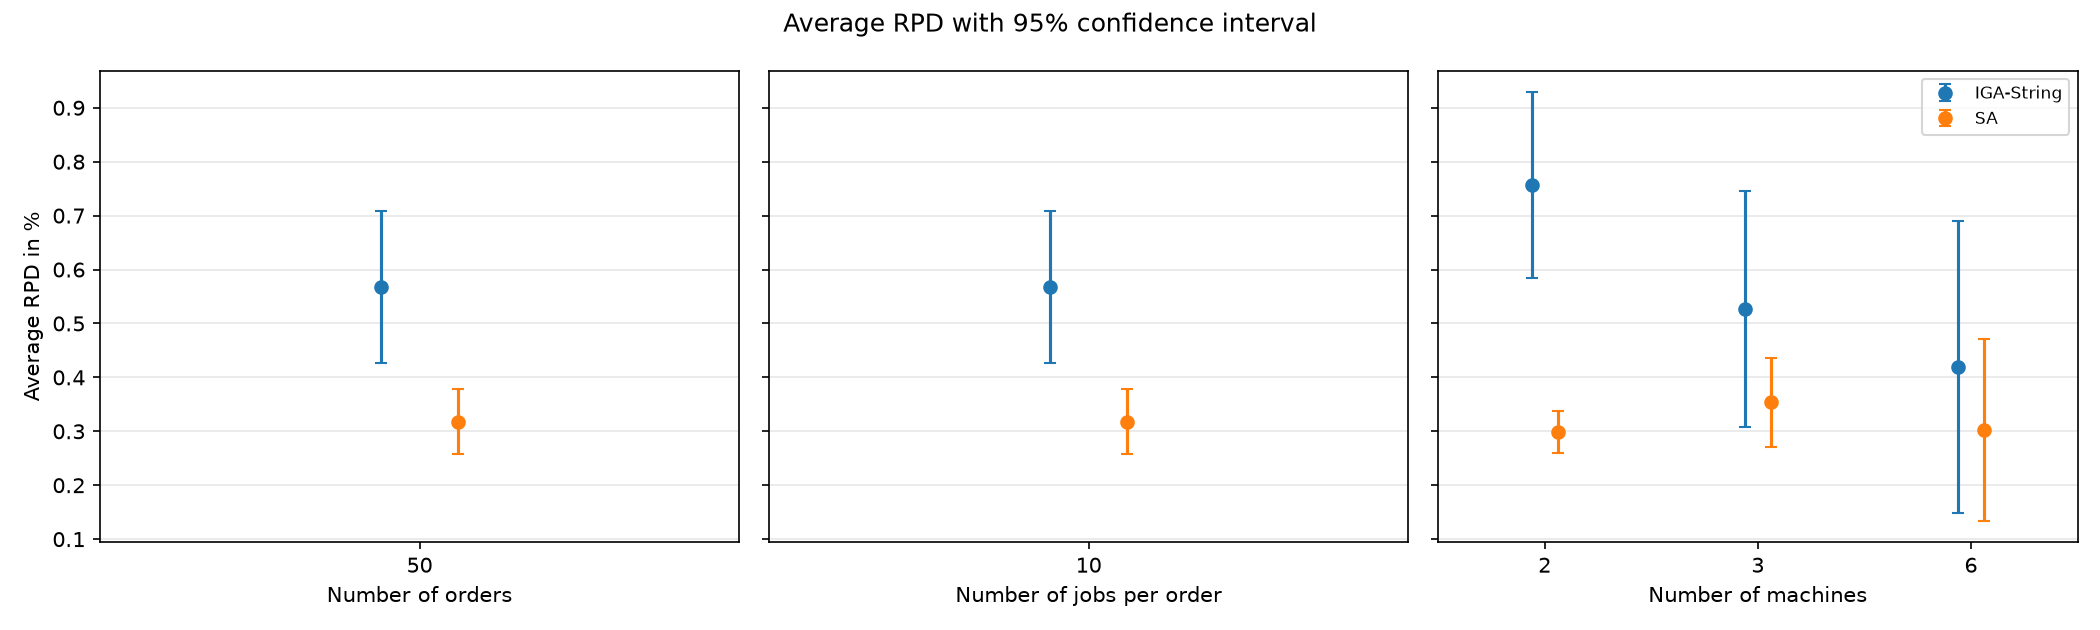 Average RPD with 95% confidence interval
Average RPD in %
0.9
0.8
0.7
0.6
0.5
0.4
0.3
0.2
0.1
50
Number of orders
10
Number of jobs per order
IGA-String
SA
2 3 6
Number of machines